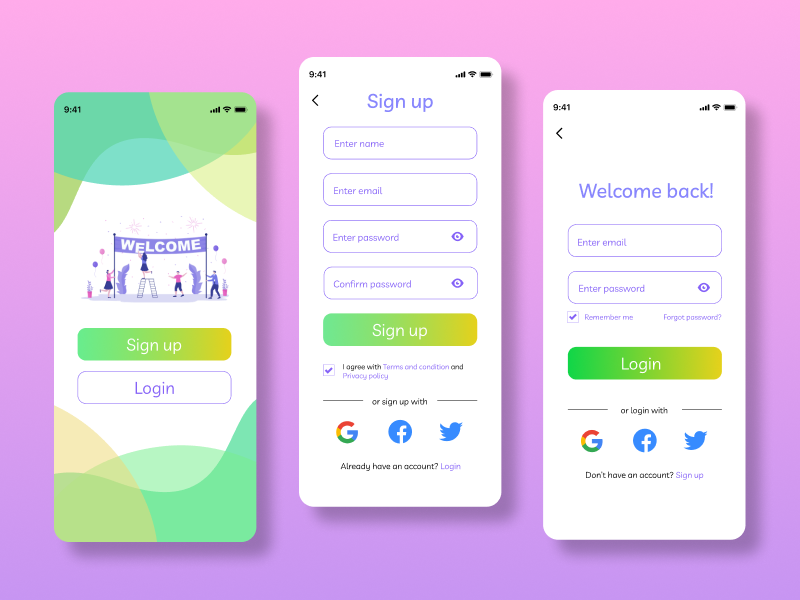 9:41
WELCOME
Sign up
Login
9:41
Sign up
Enter name
Enter email
Enter password
Confirm password
Sign up
I agree with Terms and condition and
Privacy policy
or sign up with
Already have an account? Login
9:41
Welcome back!
Enter email
Enter password
Remember me Forgot password?
Login
or login with
Don't have an account? Sign up